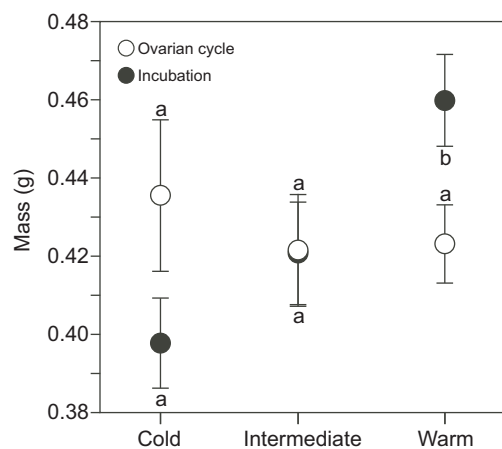 0.48
Ovarian cycle
Incubation
0.46
0.44
0.42
0.40
0.38
Mass (g)
a
a
a
a
b
a
Cold
Intermediate
Warm